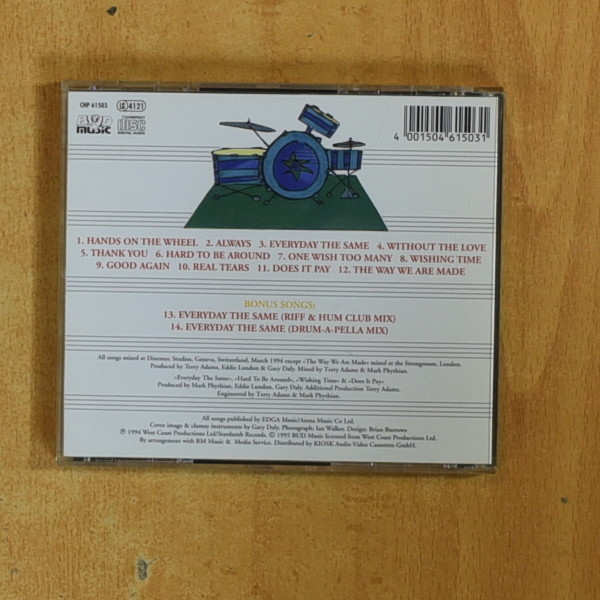 CHP 61503
LC 4121
BUD MUSIC
COMPACT disc DIGITAL AUDIO
4 001504 615031
1. HANDS ON THE WHEEL 2. ALWAYS 3. EVERYDAY THE SAME 4. WITHOUT THE LOVE
5. THANK YOU 6. HARD TO BE AROUND 7. ONE WISH TOO MANY 8. WISHING TIME
9. GOOD AGAIN 10. REAL TEARS 11. DOES IT PAY 12. THE WAY WE ARE MADE
BONUS SONGS:
13. EVERYDAY THE SAME (RIFF & HUM CLUB MIX)
14. EVERYDAY THE SAME (DRUM-A-PELLA MIX)
All songs mixed at Dinemec Studios, Geneva, Switzerland, March 1994 except »The Way We Are Made« mixed at the Strongroom, London.
Produced by Terry Adams, Eddie Lundon & Gary Daly. Mixed by Terry Adams & Mark Phythian.
»Everyday The Same«, »Hard To Be Around«, »Wishing Time« & »Does It Pay«
Produced by Mark Phythian, Eddie Lundon, Gary Daly. Additional Production Terry Adams.
Engineered by Terry Adams & Mark Phythian.
All songs published by EDGA Music/Arena Music Co Ltd.
Cover image & clumsy instruments by Gary Daly. Photograph: Ian Walker. Design: Brian Burrows
℗ 1994 West Coast Productions Ltd/Stardumb Records. © 1995 BUD Music licensed from West Coast Productions Ltd.
By arrangement with RM Music & Media Service. Distributed by KIOSK Audio Video Cassetten GmbH.